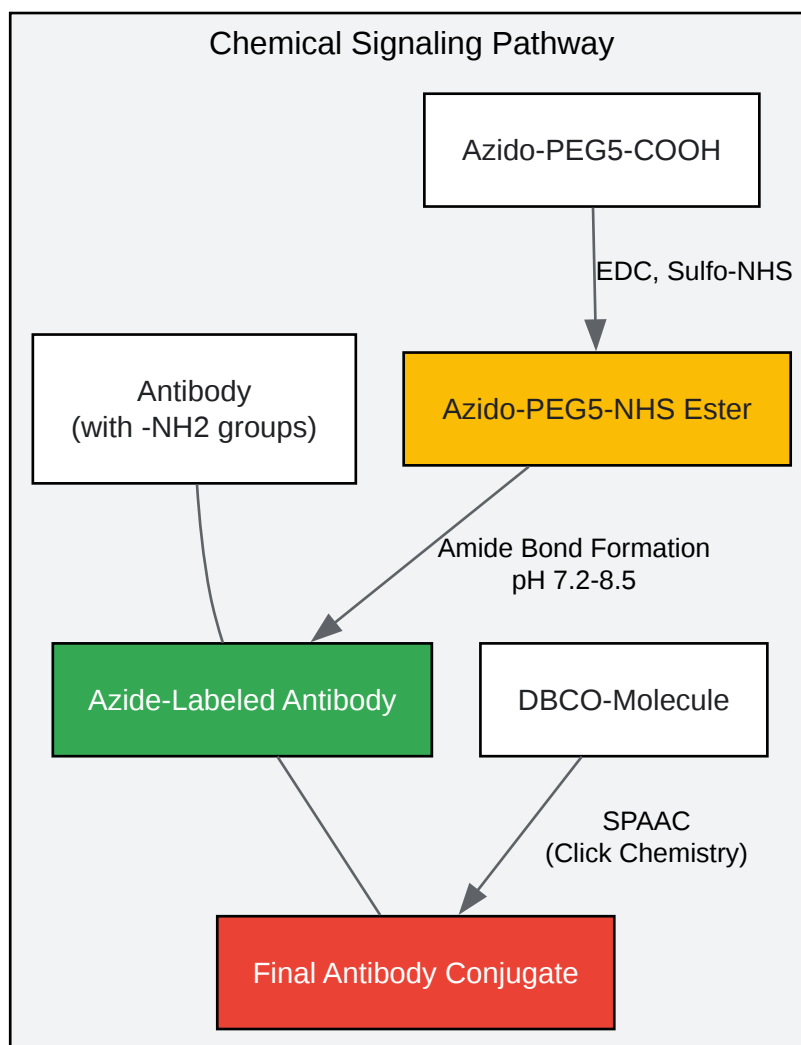 Chemical Signaling Pathway
Azido-PEG5-COOH
EDC, Sulfo-NHS
Antibody
(with -NH2 groups)
Azido-PEG5-NHS Ester
Amide Bond Formation
pH 7.2-8.5
Azide-Labeled Antibody
DBCO-Molecule
SPAAC
(Click Chemistry)
Final Antibody Conjugate